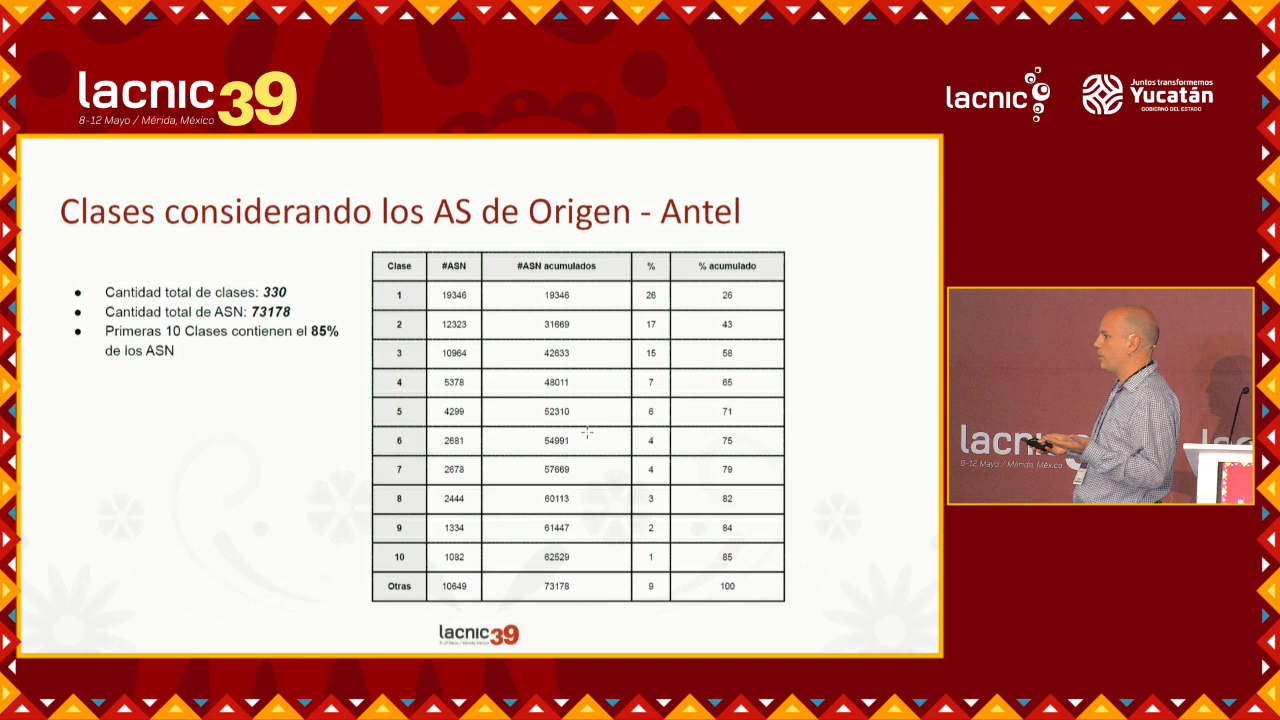 lacnic 39
8-12 Mayo / Mérida, México
lacnic
Juntos transformemos
Yucatán
GOBIERNO DEL ESTADO
Clases considerando los AS de Origen - Antel
● Cantidad total de clases: 330
● Cantidad total de ASN: 73178
● Primeras 10 Clases contienen el 85%
de los ASN
Clase #ASN #ASN acumulados % % acumulado
1 19346 19346 26 26
2 12323 31669 17 43
3 10964 42633 15 58
4 5378 48011 7 65
5 4299 52310 6 71
6 2681 54991 4 75
7 2678 57669 4 79
8 2444 60113 3 82
9 1334 61447 2 84
10 1082 62529 1 85
Otras 10649 73178 9 100
lacnic 39
lacnic
8-12 Mayo / Mérida, México